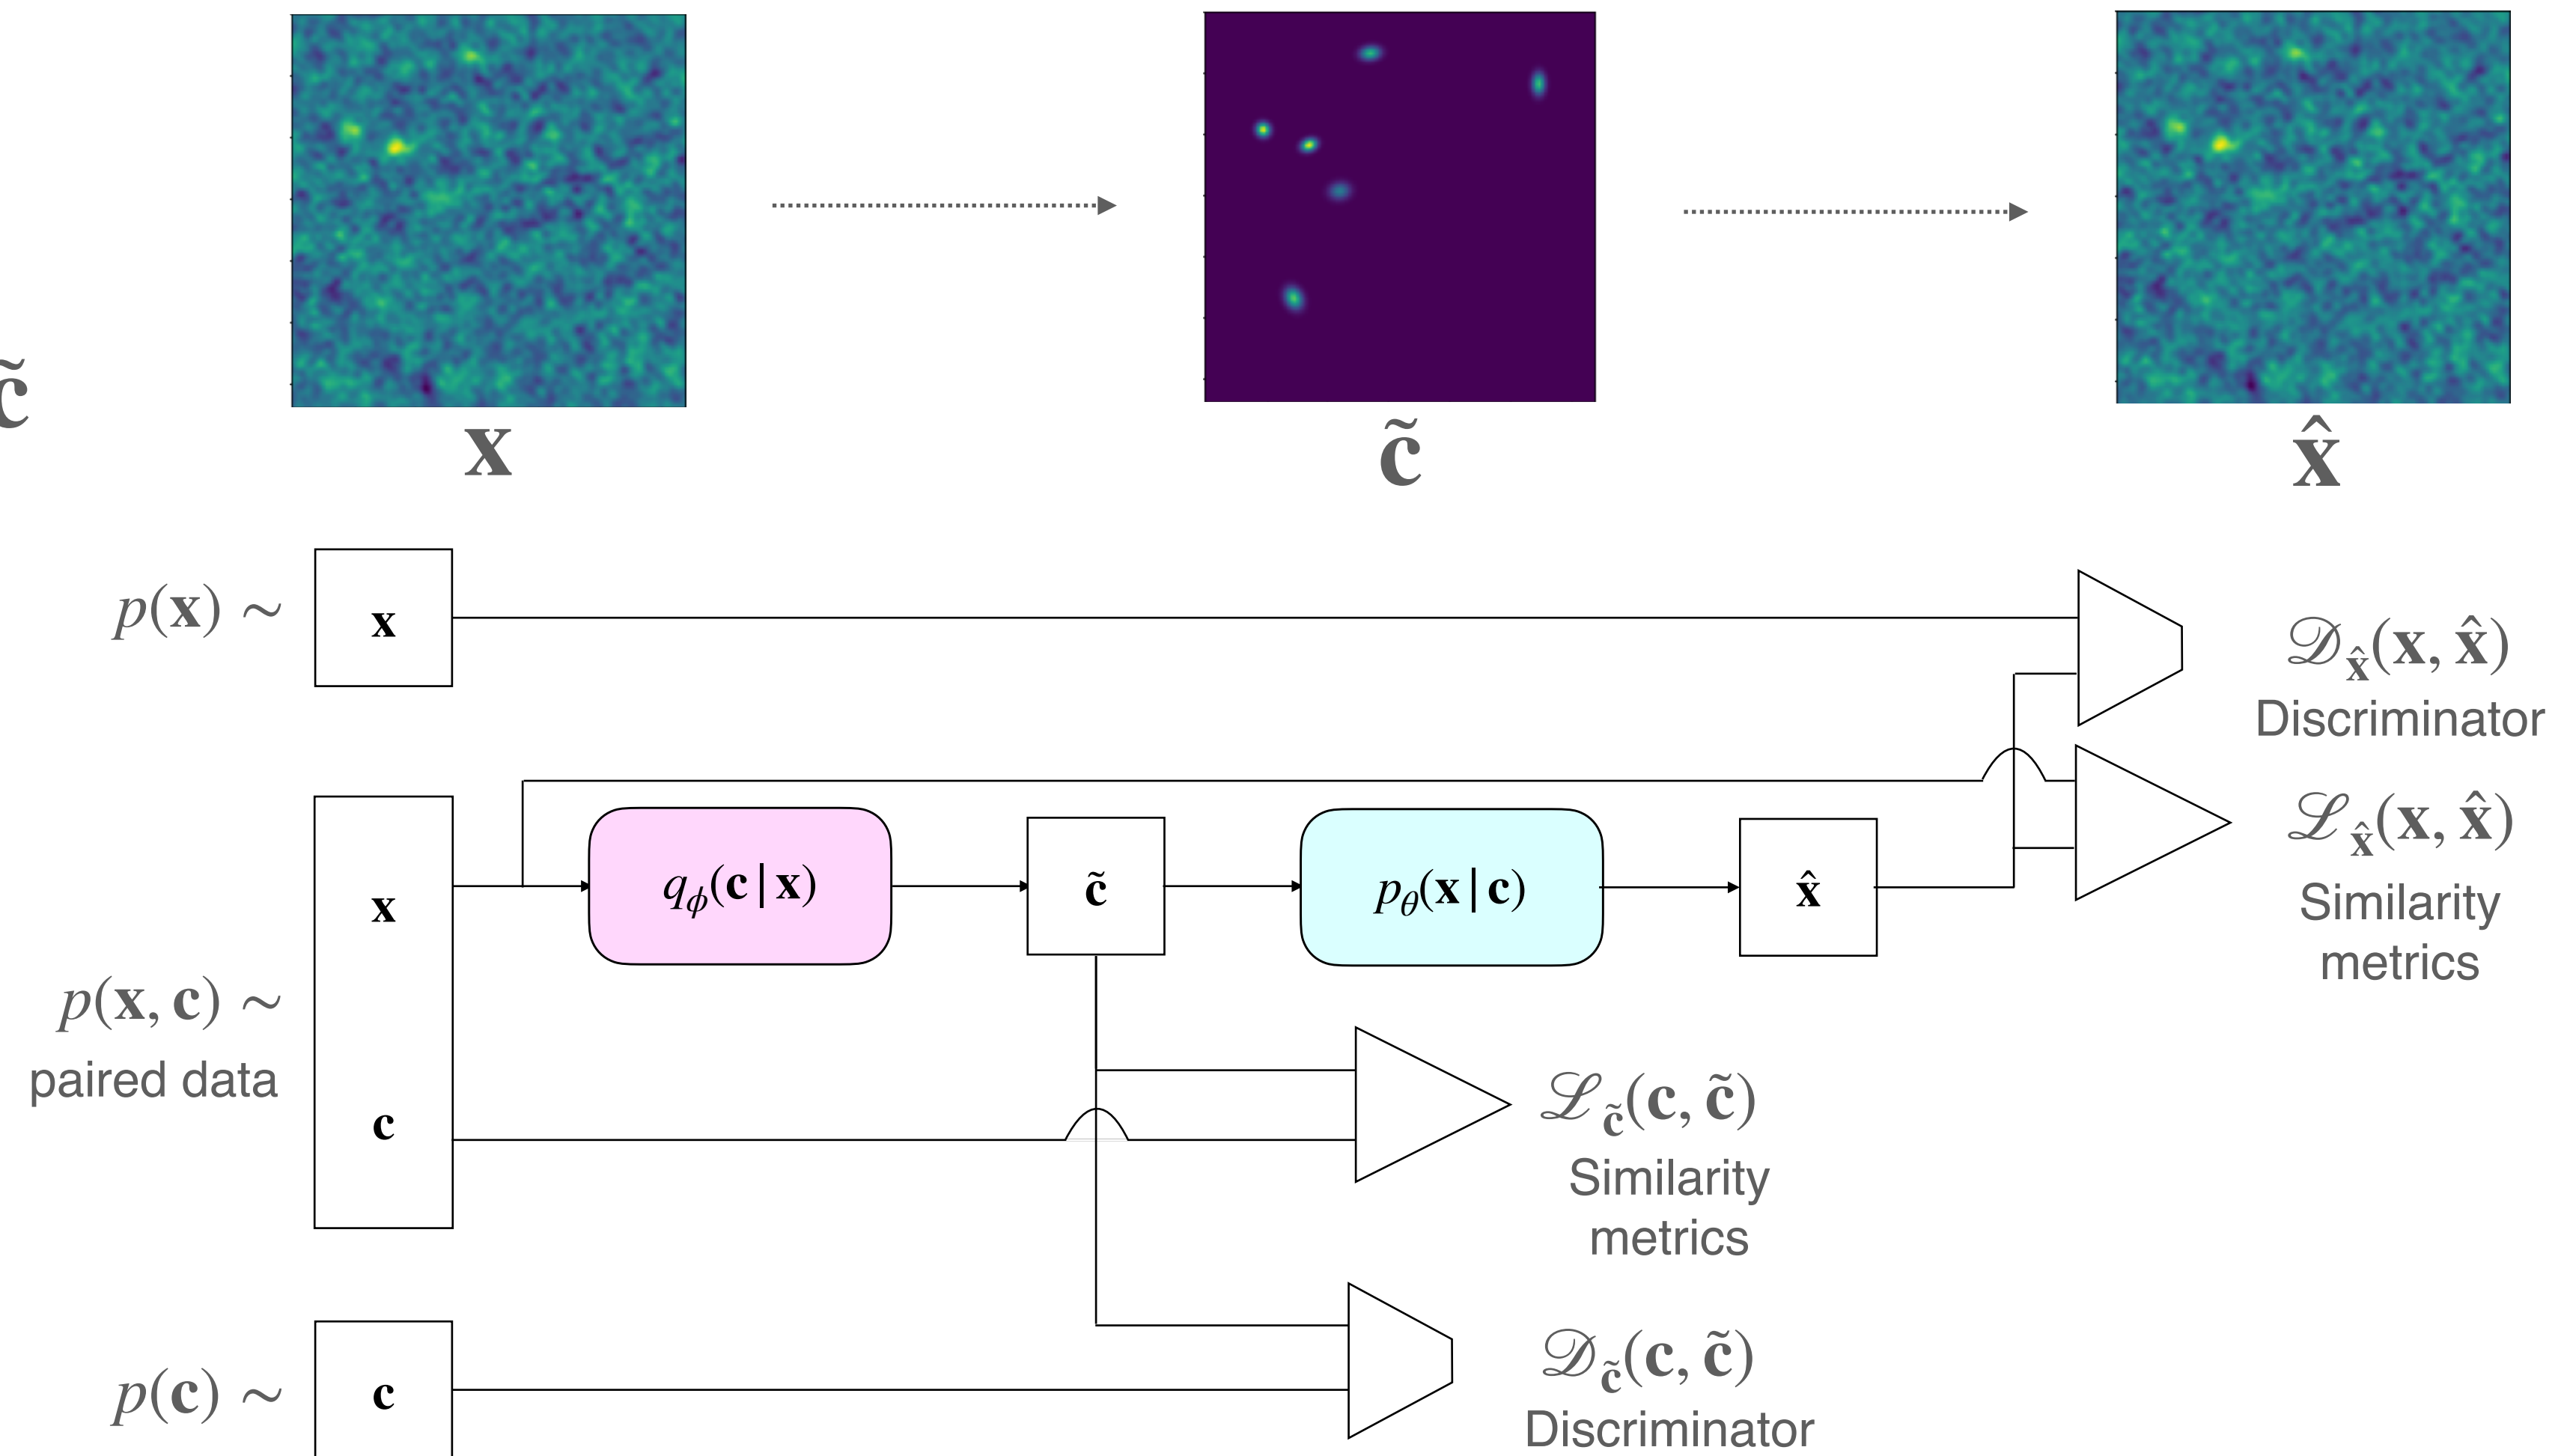 c̃
x
c̃
x̂
p(x) ∼
x
𝒟x̂(x, x̂)
Discriminator
x
qϕ(c|x)
c̃
pθ(x|c)
x̂
ℒx̂(x, x̂)
Similarity
metrics
p(x, c) ∼
paired data
c
ℒc̃(c, c̃)
Similarity
metrics
p(c) ∼
c
𝒟c̃(c, c̃)
Discriminator